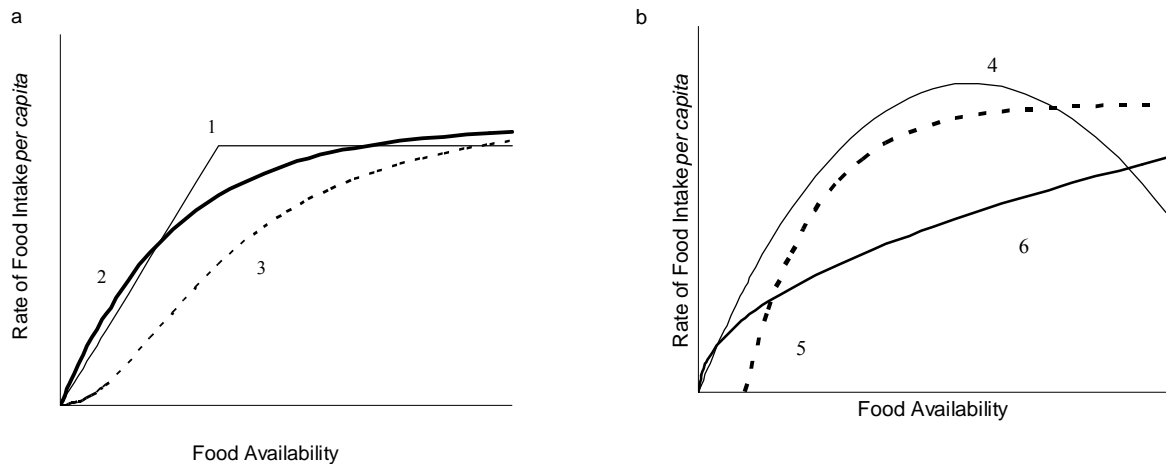 a
Rate of Food Intake per capita
1
2
3
Food Availability
b
Rate of Food Intake per capita
4
5
6
Food Availability